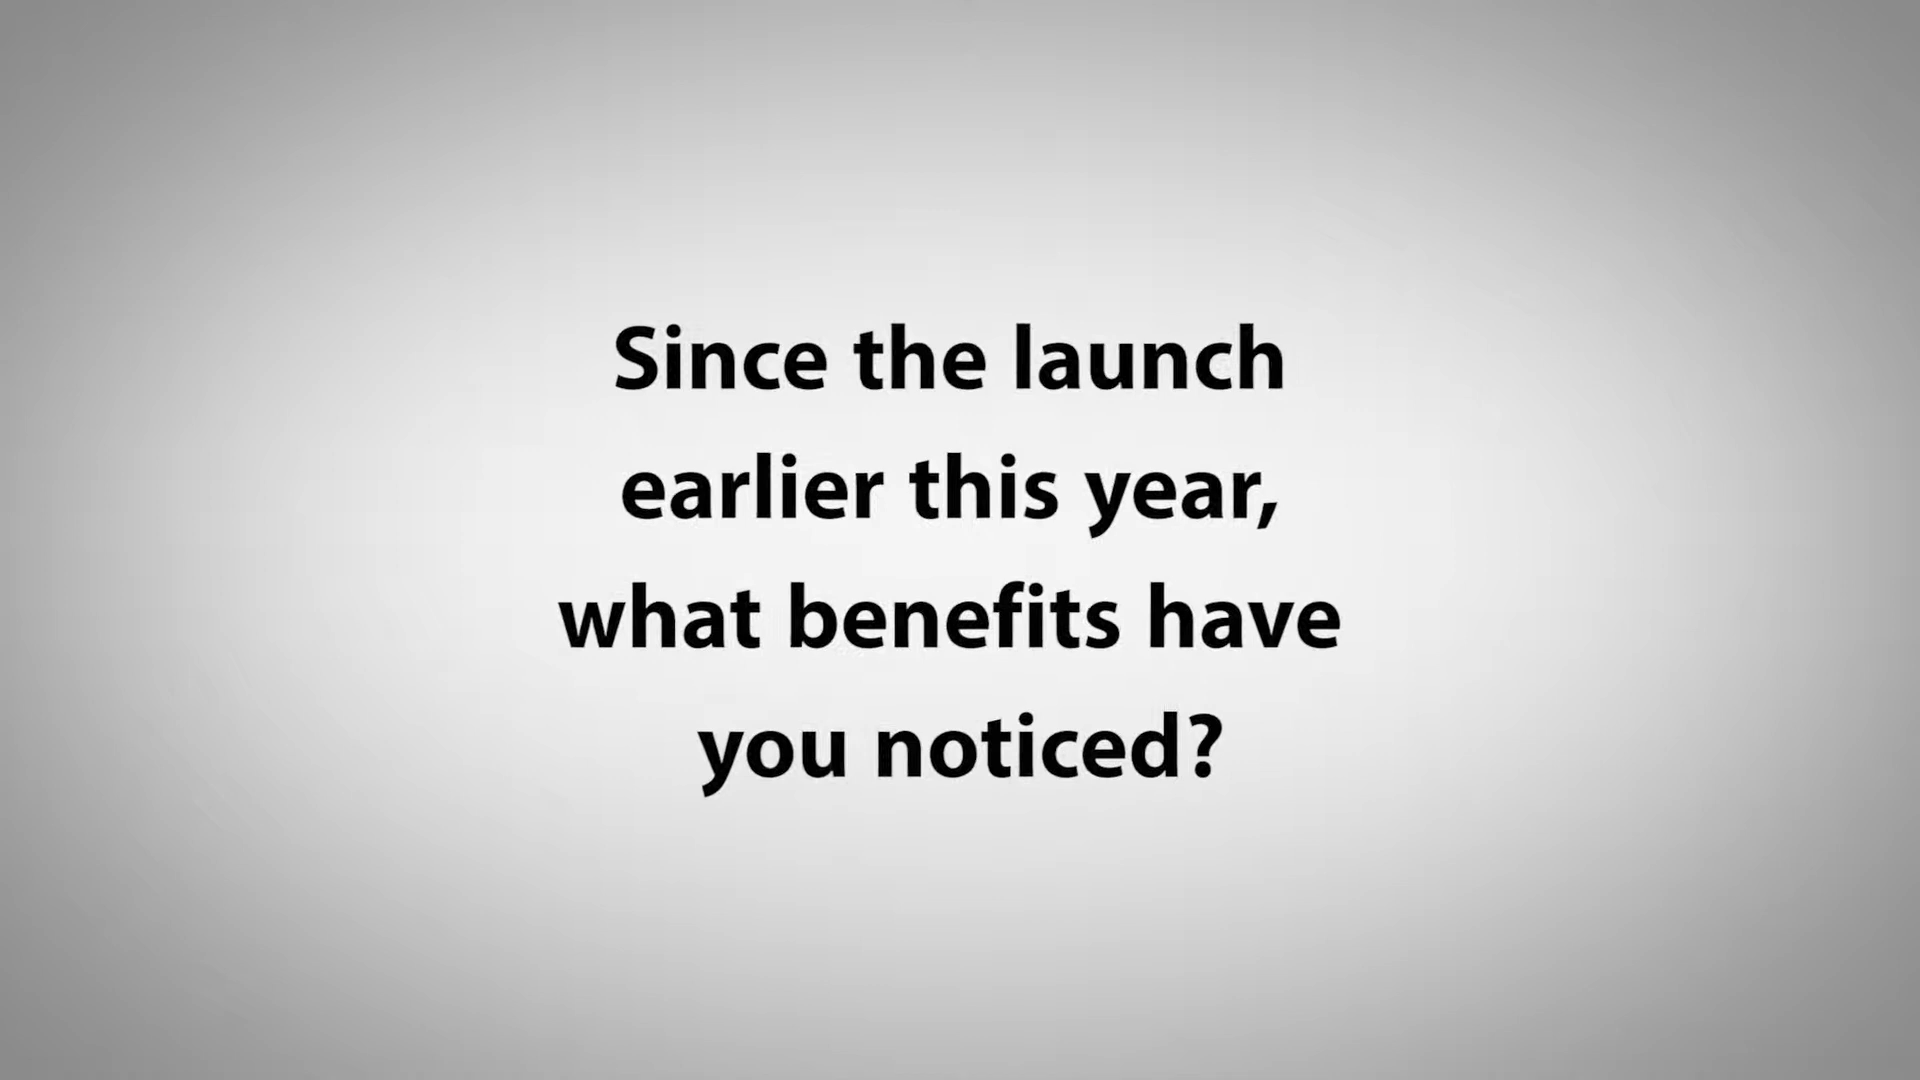 Since the launch
earlier this year,
what benefits have
you noticed?